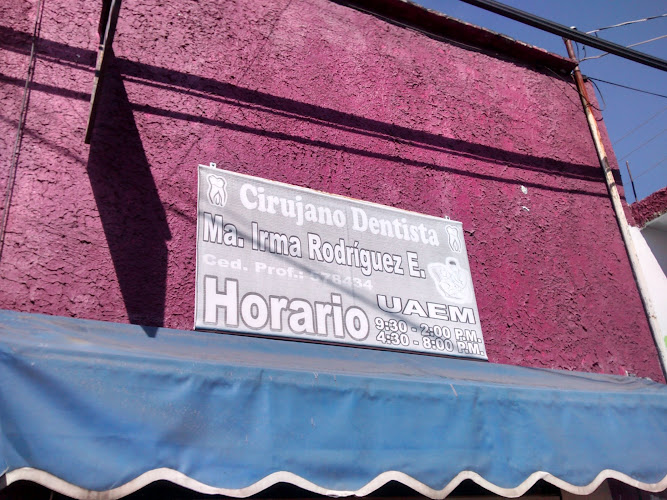 Cirujano Dentista
Ma. Irma Rodríguez E.
Ced. Prof.:
UAEM
Horario
9:30 - 2:00 P.M.
4:30 - 8:00 P.M.